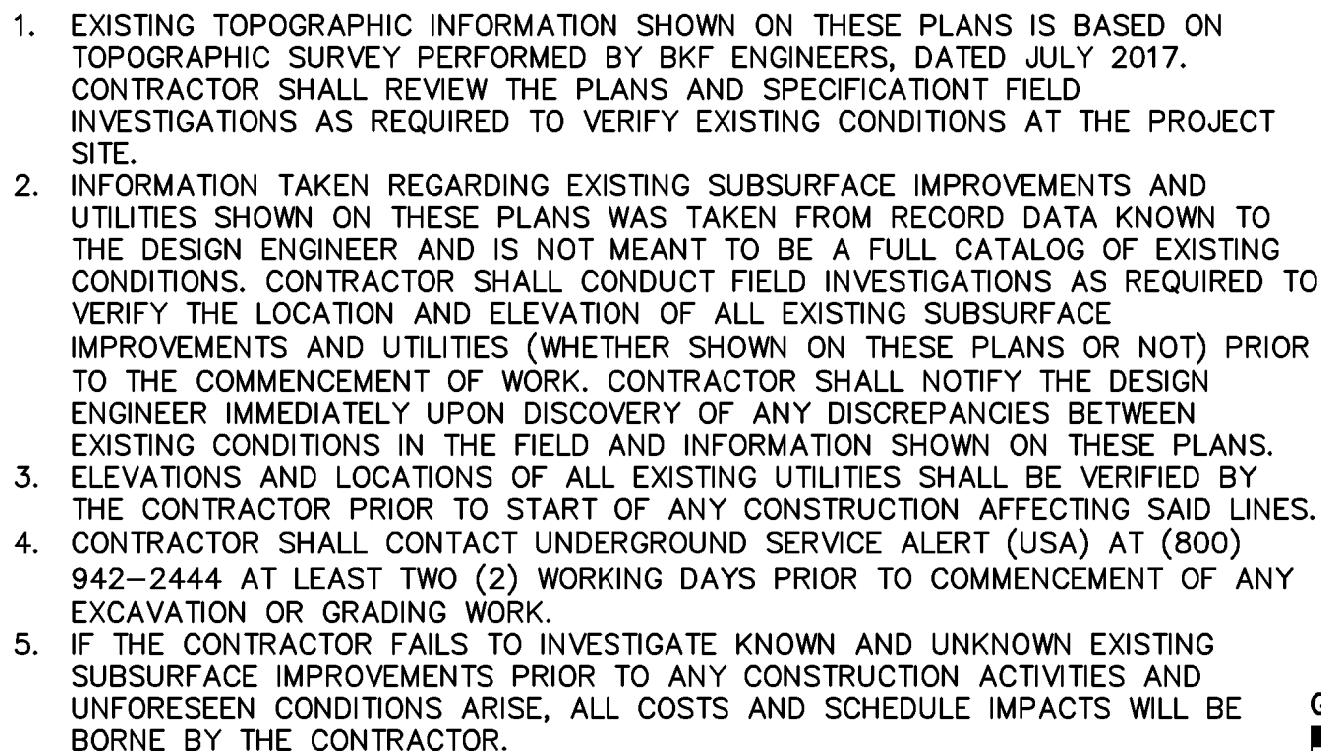 1. EXISTING TOPOGRAPHIC INFORMATION SHOWN ON THESE PLANS IS BASED ON
TOPOGRAPHIC SURVEY PERFORMED BY BKF ENGINEERS, DATED JULY 2017.
CONTRACTOR SHALL REVIEW THE PLANS AND SPECIFICATIONT FIELD
INVESTIGATIONS AS REQUIRED TO VERIFY EXISTING CONDITIONS AT THE PROJECT
SITE.
2. INFORMATION TAKEN REGARDING EXISTING SUBSURFACE IMPROVEMENTS AND
UTILITIES SHOWN ON THESE PLANS WAS TAKEN FROM RECORD DATA KNOWN TO
THE DESIGN ENGINEER AND IS NOT MEANT TO BE A FULL CATALOG OF EXISTING
CONDITIONS. CONTRACTOR SHALL CONDUCT FIELD INVESTIGATIONS AS REQUIRED TO
VERIFY THE LOCATION AND ELEVATION OF ALL EXISTING SUBSURFACE
IMPROVEMENTS AND UTILITIES (WHETHER SHOWN ON THESE PLANS OR NOT) PRIOR
TO THE COMMENCEMENT OF WORK. CONTRACTOR SHALL NOTIFY THE DESIGN
ENGINEER IMMEDIATELY UPON DISCOVERY OF ANY DISCREPANCIES BETWEEN
EXISTING CONDITIONS IN THE FIELD AND INFORMATION SHOWN ON THESE PLANS.
3. ELEVATIONS AND LOCATIONS OF ALL EXISTING UTILITIES SHALL BE VERIFIED BY
THE CONTRACTOR PRIOR TO START OF ANY CONSTRUCTION AFFECTING SAID LINES.
4. CONTRACTOR SHALL CONTACT UNDERGROUND SERVICE ALERT (USA) AT (800)
942-2444 AT LEAST TWO (2) WORKING DAYS PRIOR TO COMMENCEMENT OF ANY
EXCAVATION OR GRADING WORK.
5. IF THE CONTRACTOR FAILS TO INVESTIGATE KNOWN AND UNKNOWN EXISTING
SUBSURFACE IMPROVEMENTS PRIOR TO ANY CONSTRUCTION ACTIVITIES AND
UNFORESEEN CONDITIONS ARISE, ALL COSTS AND SCHEDULE IMPACTS WILL BE
BORNE BY THE CONTRACTOR.